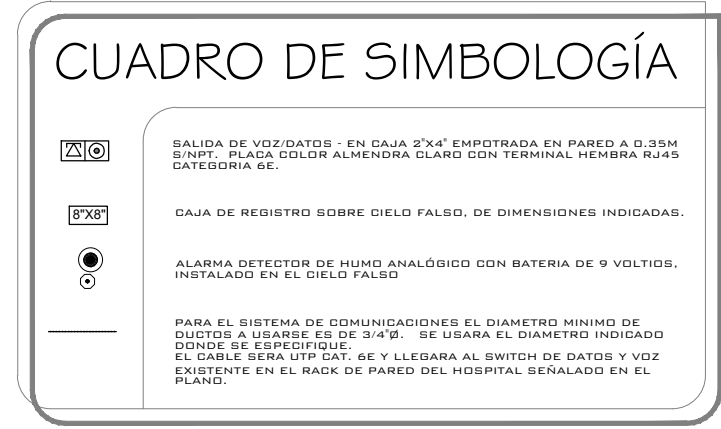 CUADRO DE SIMBOLOGÍA
SALIDA DE VOZ/DATOS - EN CAJA 2"X4" EMPOTRADA EN PARED A 0.35M
S/NPT. PLACA COLOR ALMENDRA CLARO CON TERMINAL HEMBRA RJ45
CATEGORIA 6E.
8"X8"
CAJA DE REGISTRO SOBRE CIELO FALSO, DE DIMENSIONES INDICADAS.
ALARMA DETECTOR DE HUMO ANALÓGICO CON BATERIA DE 9 VOLTIOS,
INSTALADO EN EL CIELO FALSO
PARA EL SISTEMA DE COMUNICACIONES EL DIAMETRO MINIMO DE
DUCTOS A USARSE ES DE 3/4"Ø. SE USARA EL DIAMETRO INDICADO
DONDE SE ESPECIFIQUE.
EL CABLE SERA UTP CAT. 6E Y LLEGARA AL SWITCH DE DATOS Y VOZ
EXISTENTE EN EL RACK DE PARED DEL HOSPITAL SEÑALADO EN EL
PLANO.